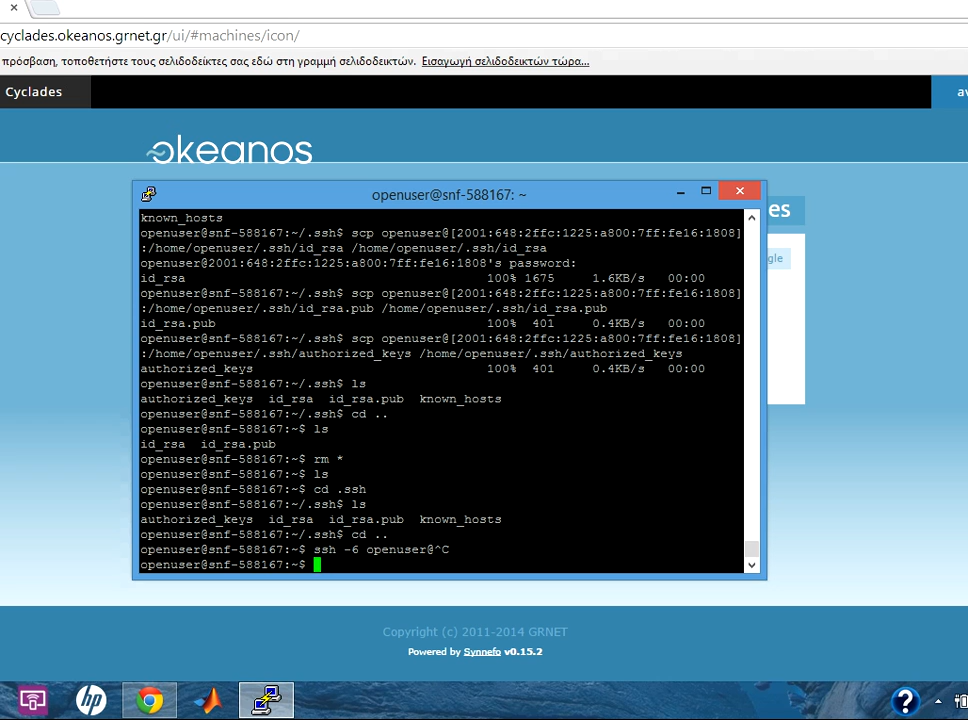 cyclades.okeanos.grnet.gr/ui/#machines/icon/
πρόσβαση, τοποθετήστε τους σελιδοδείκτες σας εδώ στη γραμμή σελιδοδεικτών. Εισαγωγή σελιδοδεικτών τώρα...
Cyclades
av
okeanos
openuser@snf-588167: ~
es
gle
known_hosts
openuser@snf-588167:~/.ssh$ scp openuser@[2001:648:2ffc:1225:a800:7ff:fe16:1808]
:/home/openuser/.ssh/id_rsa /home/openuser/.ssh/id_rsa
openuser@2001:648:2ffc:1225:a800:7ff:fe16:1808's password:
id_rsa 100% 1675 1.6KB/s 00:00
openuser@snf-588167:~/.ssh$ scp openuser@[2001:648:2ffc:1225:a800:7ff:fe16:1808]
:/home/openuser/.ssh/id_rsa.pub /home/openuser/.ssh/id_rsa.pub
id_rsa.pub 100% 401 0.4KB/s 00:00
openuser@snf-588167:~/.ssh$ scp openuser@[2001:648:2ffc:1225:a800:7ff:fe16:1808]
:/home/openuser/.ssh/authorized_keys /home/openuser/.ssh/authorized_keys
authorized_keys 100% 401 0.4KB/s 00:00
openuser@snf-588167:~/.ssh$ ls
authorized_keys id_rsa id_rsa.pub known_hosts
openuser@snf-588167:~/.ssh$ cd ..
openuser@snf-588167:~$ ls
id_rsa id_rsa.pub
openuser@snf-588167:~$ rm *
openuser@snf-588167:~$ ls
openuser@snf-588167:~$ cd .ssh
openuser@snf-588167:~/.ssh$ ls
authorized_keys id_rsa id_rsa.pub known_hosts
openuser@snf-588167:~/.ssh$ cd ..
openuser@snf-588167:~$ ssh -6 openuser@^C
openuser@snf-588167:~$
Copyright (c) 2011-2014 GRNET
Powered by Synnefo v0.15.2
hp
?